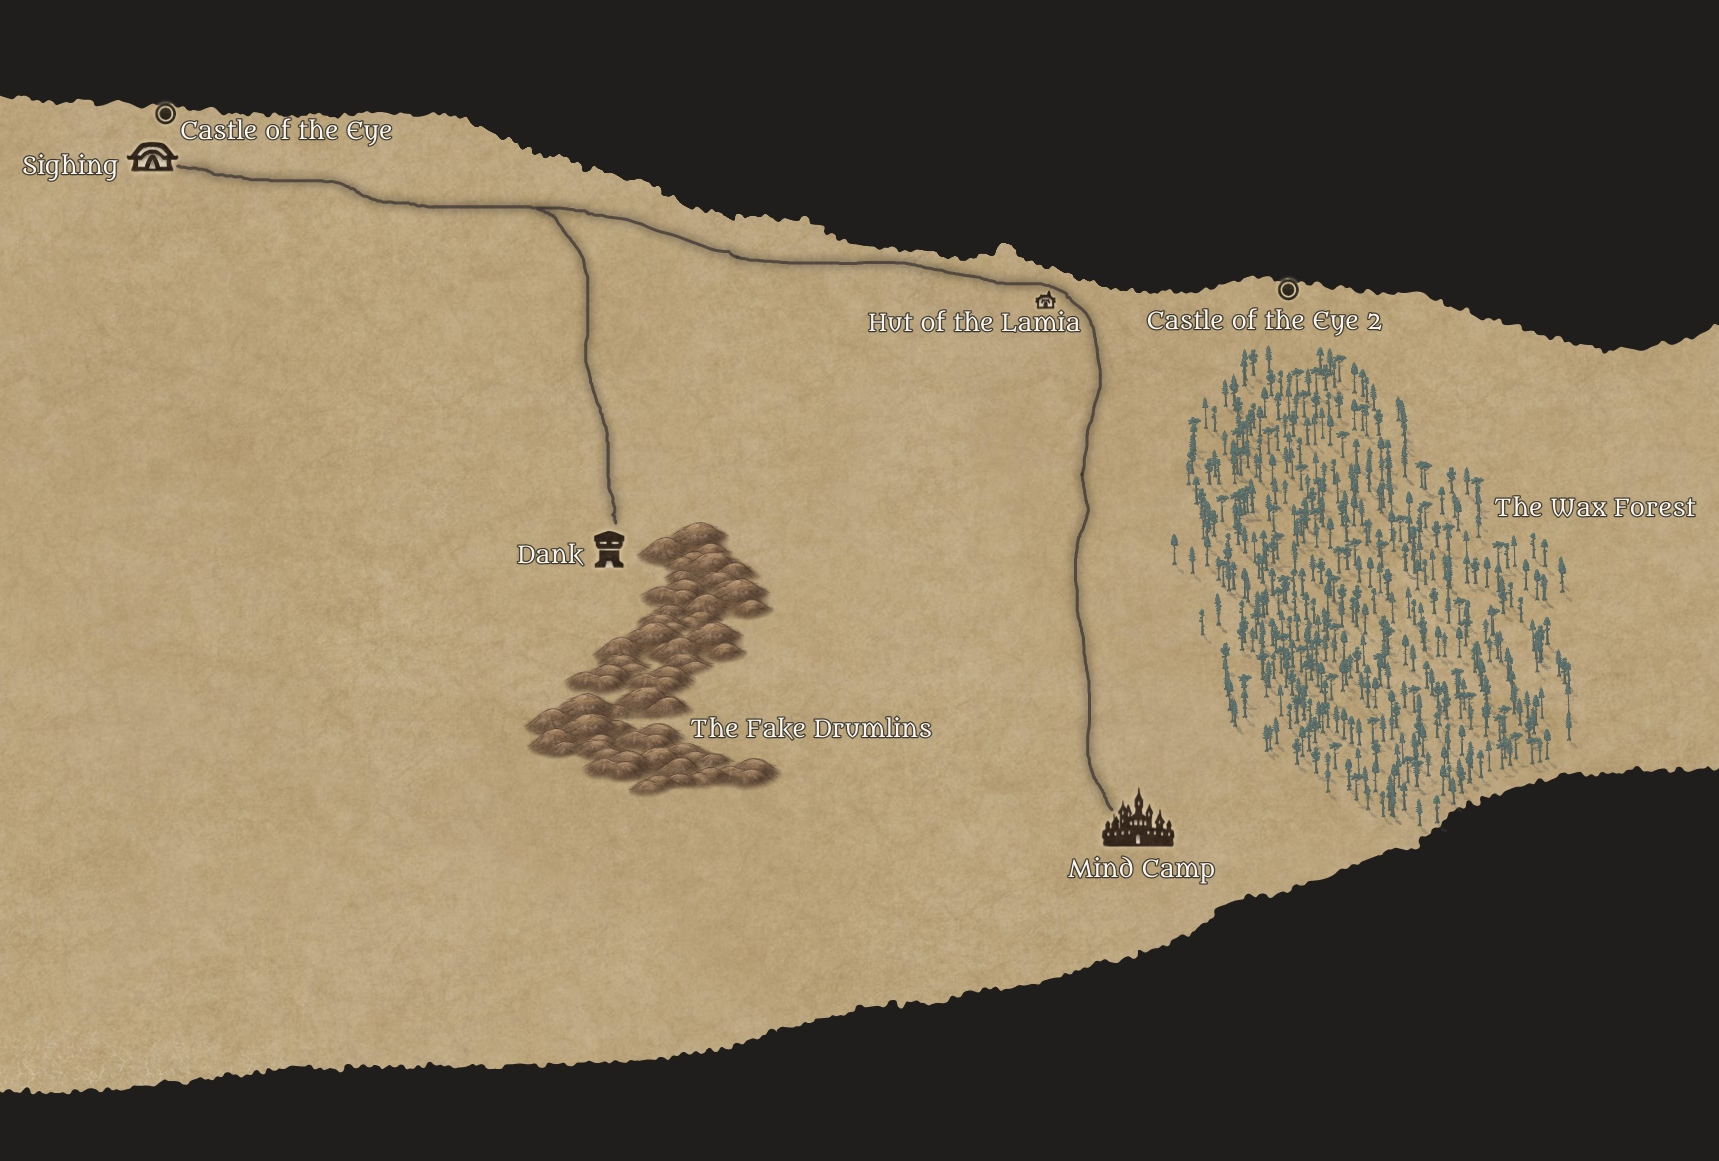 Castle of the Eye
Sighing
Hut of the Lamia
Castle of the Eye 2
The Wax Forest
Dank
The Fake Drumlins
Mind Camp